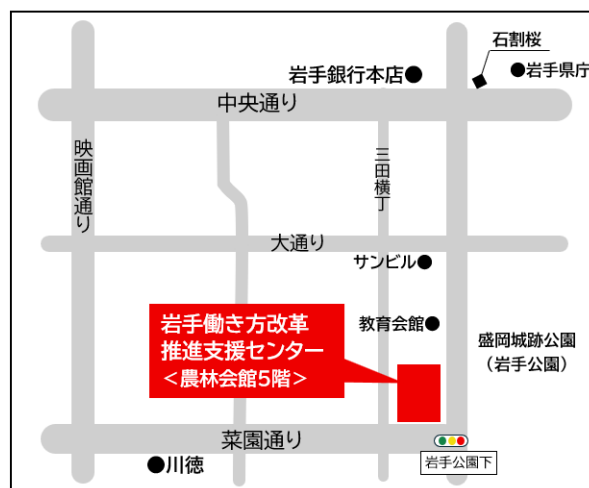 石割桜
岩手銀行本店
岩手県庁
中央通り
映画館通り
三田横丁
大通り
サンビル
岩手働き方改革
推進支援センター
<農林会館5階>
教育会館
盛岡城跡公園
(岩手公園)
菜園通り
岩手公園下
川徳